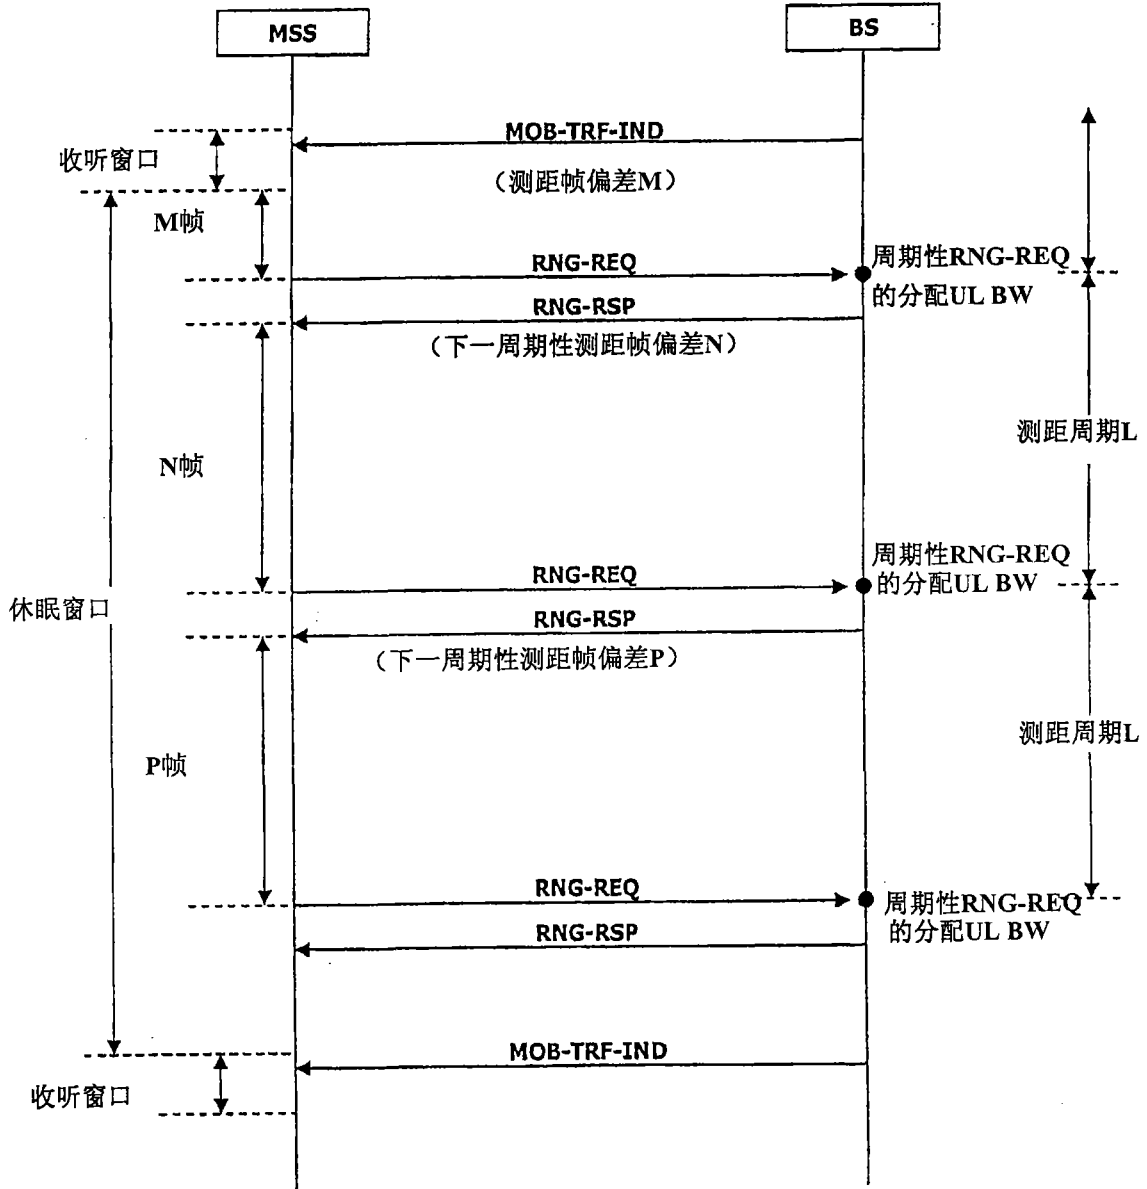 MSS
BS
MOB-TRF-IND
收听窗口
（测距帧偏差M）
M帧
RNG-REQ
周期性RNG-REQ
的分配UL BW
RNG-RSP
（下一周期性测距帧偏差N）
测距周期L
N帧
RNG-REQ
周期性RNG-REQ
的分配UL BW
休眠窗口
RNG-RSP
（下一周期性测距帧偏差P）
测距周期L
P帧
RNG-REQ
周期性RNG-REQ
的分配UL BW
RNG-RSP
MOB-TRF-IND
收听窗口